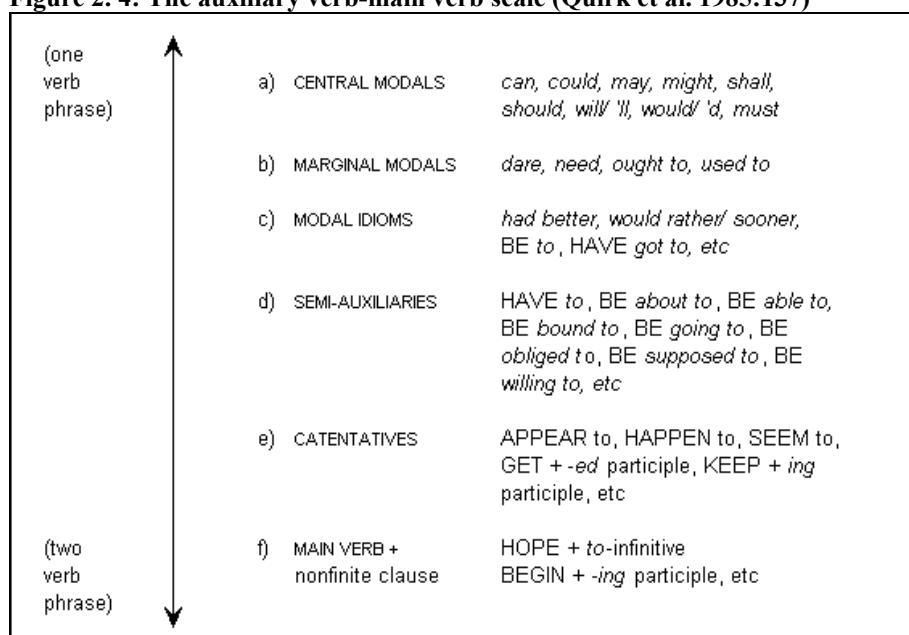 Figure 2. 4: The auxiliary verb-main verb scale (Quirk et al. 1985:137)
(one
verb
phrase)
a) CENTRAL MODALS can, could, may, might, shall,
should, will/ 'll, would/ 'd, must
b) MARGINAL MODALS dare, need, ought to, used to
c) MODAL IDIOMS had better, would rather/ sooner,
BE to, HAVE got to, etc
d) SEMI-AUXILIARIES HAVE to, BE about to, BE able to,
BE bound to, BE going to, BE
obliged to, BE supposed to, BE
willing to, etc
e) CATENTATIVES APPEAR to, HAPPEN to, SEEM to,
GET + -ed participle, KEEP + ing
participle, etc
(two
verb
phrase)
f) MAIN VERB + HOPE + to-infinitive
nonfinite clause BEGIN + -ing participle, etc